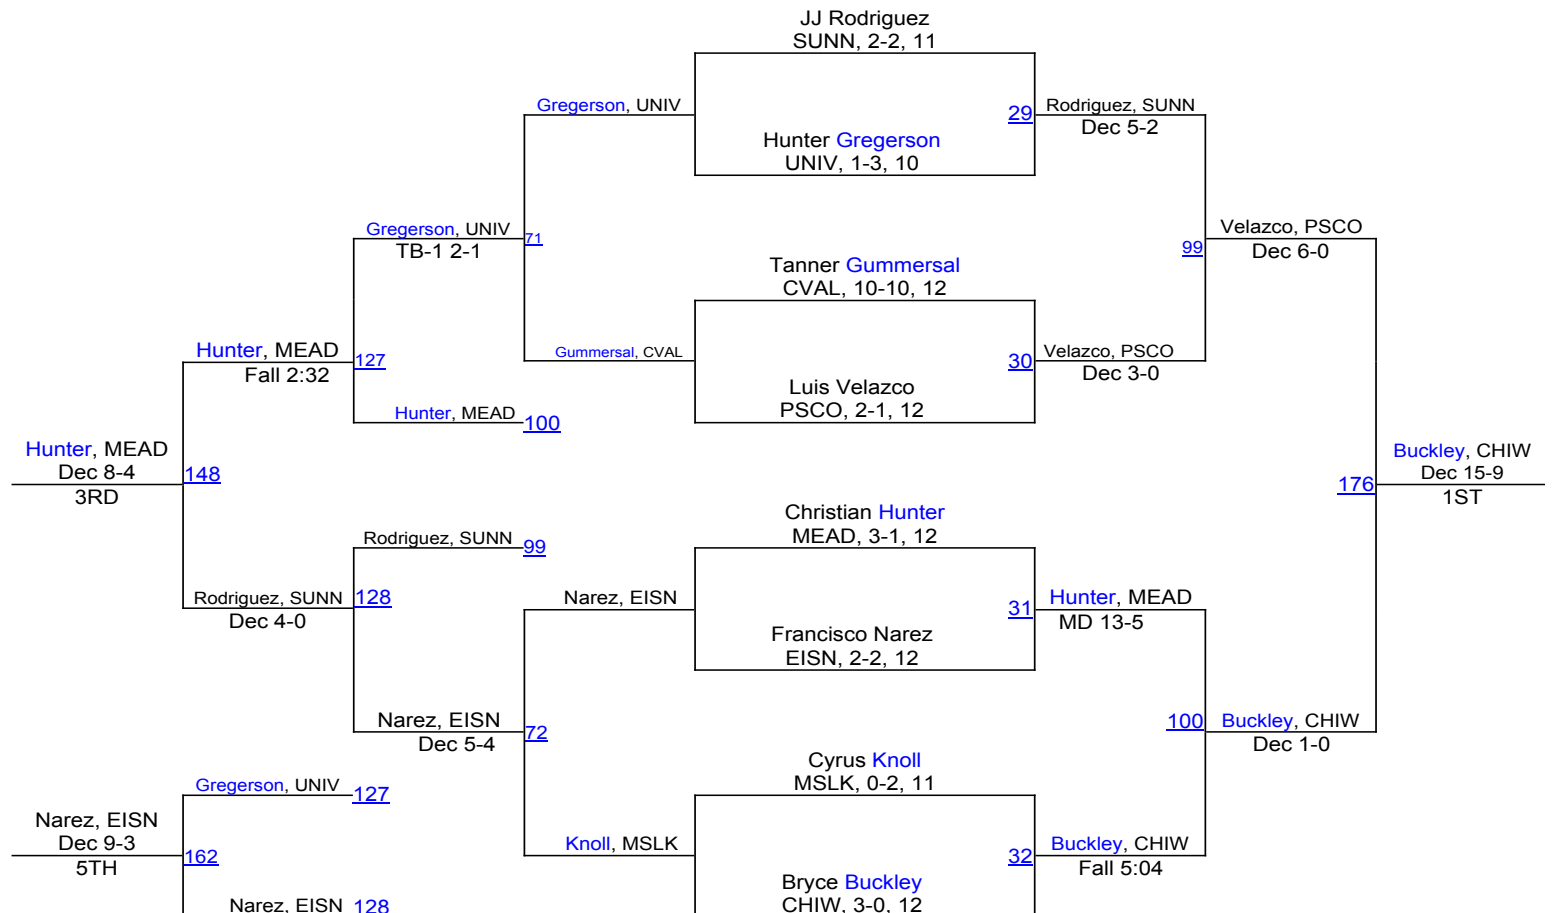 JJ Rodriguez
SUNN, 2-2, 11
Gregerson, UNIV
29
Rodriguez, SUNN
Dec 5-2
Hunter Gregerson
UNIV, 1-3, 10
Gregerson, UNIV
TB-1 2-1
71
Velazco, PSCO
99
Dec 6-0
Tanner Gummersal
CVAL, 10-10, 12
Hunter, MEAD
Fall 2:32
127
Gummersal, CVAL
30
Velazco, PSCO
Dec 3-0
Luis Velazco
PSCO, 2-1, 12
Hunter, MEAD
100
Hunter, MEAD
Dec 8-4
3RD
148
Buckley, CHIW
Dec 15-9
1ST
176
Christian Hunter
MEAD, 3-1, 12
Rodriguez, SUNN
99
Rodriguez, SUNN
Dec 4-0
128
Narez, EISN
31
Hunter, MEAD
MD 13-5
Francisco Narez
EISN, 2-2, 12
Narez, EISN
Dec 5-4
72
100
Buckley, CHIW
Dec 1-0
Cyrus Knoll
MSLK, 0-2, 11
Gregerson, UNIV
127
Narez, EISN
Dec 9-3
5TH
162
Knoll, MSLK
32
Buckley, CHIW
Fall 5:04
Bryce Buckley
CHIW, 3-0, 12
Narez, EISN
128